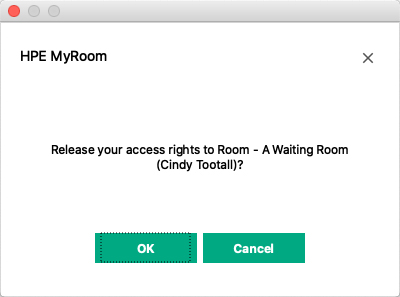 HPE MyRoom
Release your access rights to Room - A Waiting Room
(Cindy Tootall)?
OK
Cancel